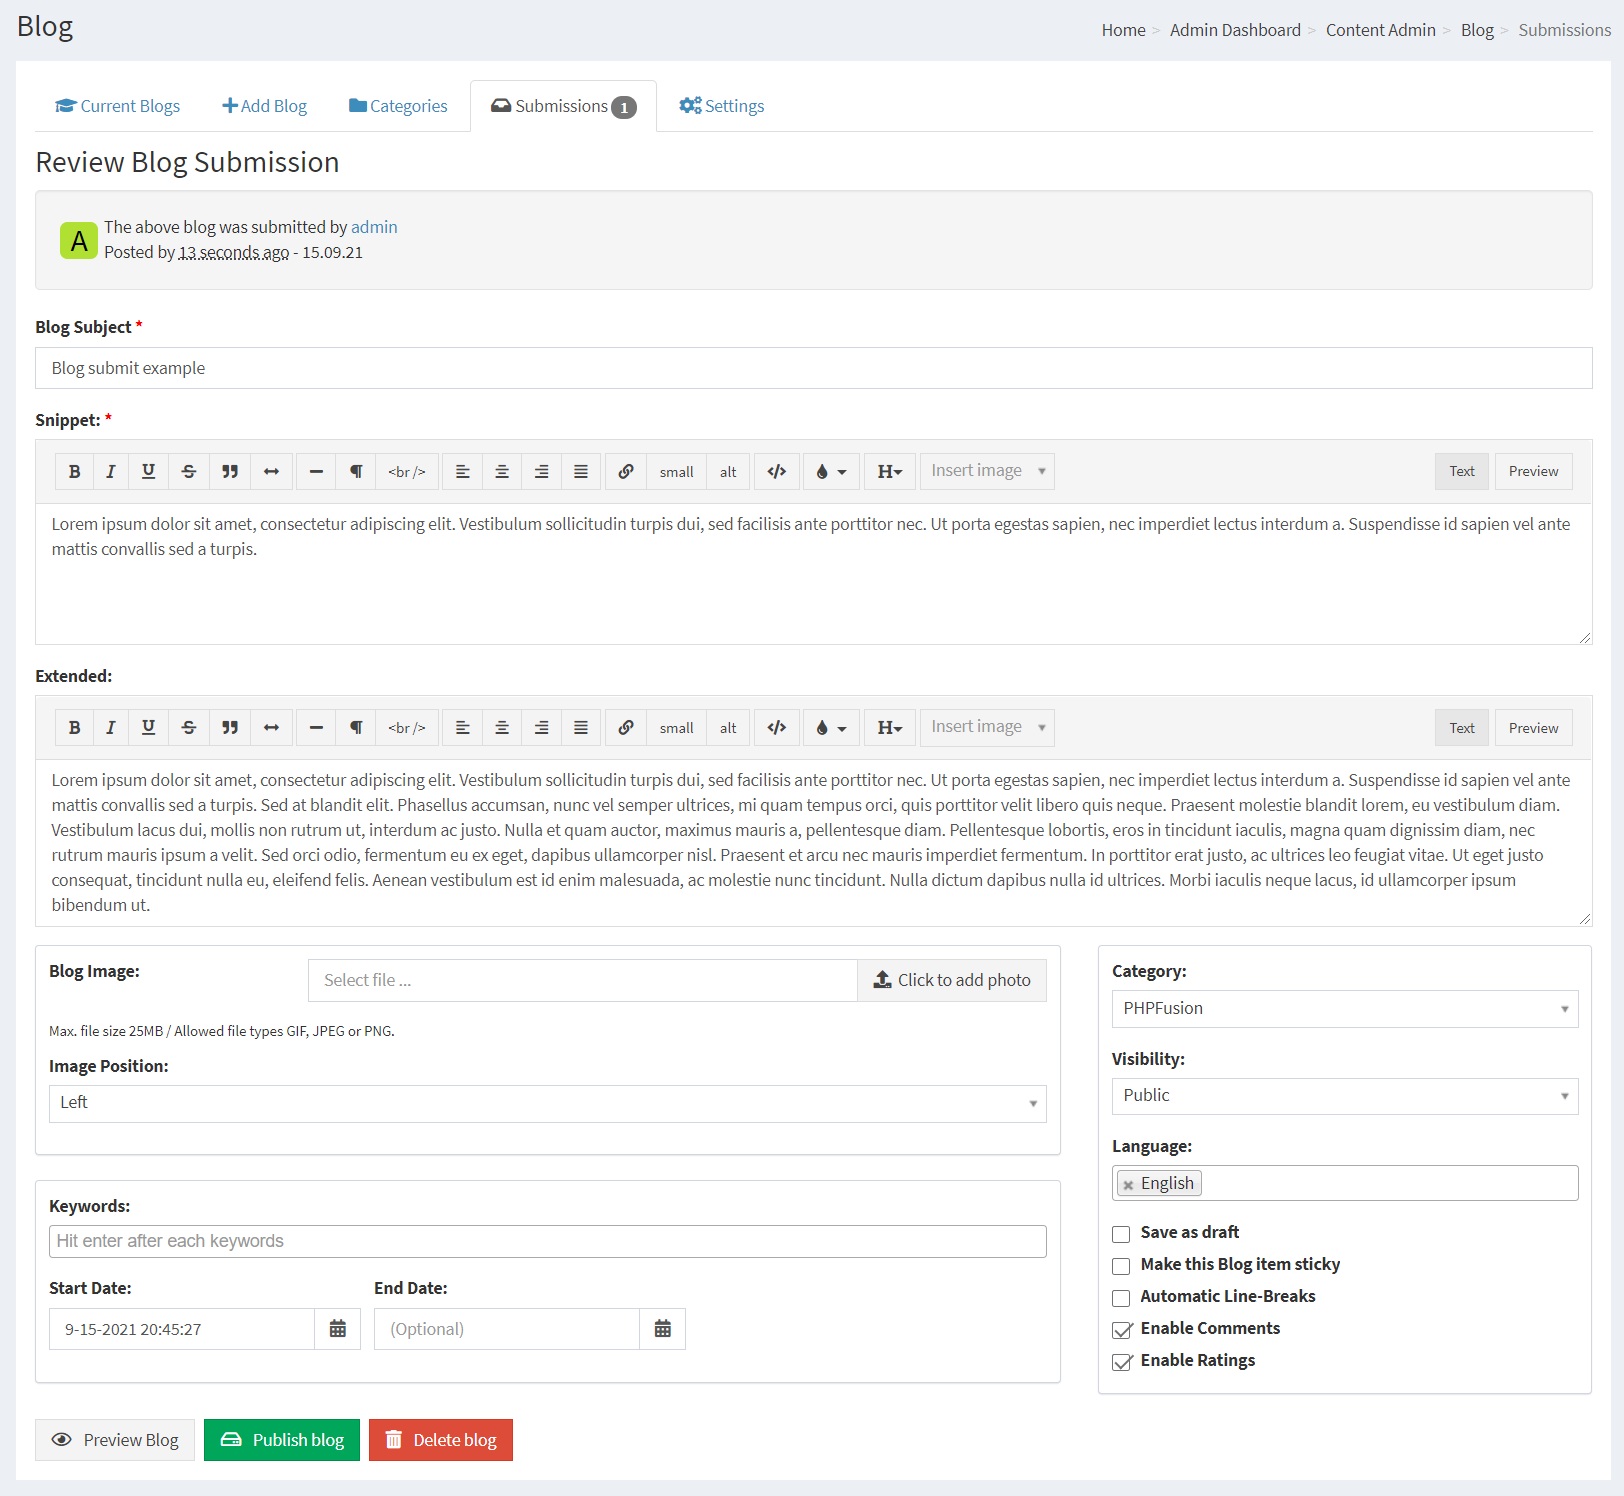 Blog
Home > Admin Dashboard > Content Admin > Blog > Submissions
Current Blogs
Add Blog
Categories
Submissions 1
Settings
Review Blog Submission
A
The above blog was submitted by admin
Posted by 13 seconds ago - 15.09.21
Blog Subject *
Blog submit example
Snippet: *
B I U S <br /> small alt </> H Insert image Text Preview
Lorem ipsum dolor sit amet, consectetur adipiscing elit. Vestibulum sollicitudin turpis dui, sed facilisis ante porttitor nec. Ut porta egestas sapien, nec imperdiet lectus interdum a. Suspendisse id sapien vel ante
mattis convallis sed a turpis.
Extended:
B I U S <br /> small alt </> H Insert image Text Preview
Lorem ipsum dolor sit amet, consectetur adipiscing elit. Vestibulum sollicitudin turpis dui, sed facilisis ante porttitor nec. Ut porta egestas sapien, nec imperdiet lectus interdum a. Suspendisse id sapien vel ante
mattis convallis sed a turpis. Sed at blandit elit. Phasellus accumsan, nunc vel semper ultrices, mi quam tempus orci, quis porttitor velit libero quis neque. Praesent molestie blandit lorem, eu vestibulum diam.
Vestibulum lacus dui, mollis non rutrum ut, interdum ac justo. Nulla et quam auctor, maximus mauris a, pellentesque diam. Pellentesque lobortis, eros in tincidunt iaculis, magna quam dignissim diam, nec
rutrum mauris ipsum a velit. Sed orci odio, fermentum eu ex eget, dapibus ullamcorper nisl. Praesent et arcu nec mauris imperdiet fermentum. In porttitor erat justo, ac ultrices leo feugiat vitae. Ut eget justo
consequat, tincidunt nulla eu, eleifend felis. Aenean vestibulum est id enim malesuada, ac molestie nunc tincidunt. Nulla dictum dapibus nulla id ultrices. Morbi iaculis neque lacus, id ullamcorper ipsum
bibendum ut.
Blog Image:
Select file ...
Click to add photo
Max. file size 25MB / Allowed file types GIF, JPEG or PNG.
Image Position:
Left
Keywords:
Hit enter after each keywords
Start Date:
9-15-2021 20:45:27
End Date:
(Optional)
Category:
PHPFusion
Visibility:
Public
Language:
English
Save as draft
Make this Blog item sticky
Automatic Line-Breaks
Enable Comments
Enable Ratings
Preview Blog
Publish blog
Delete blog